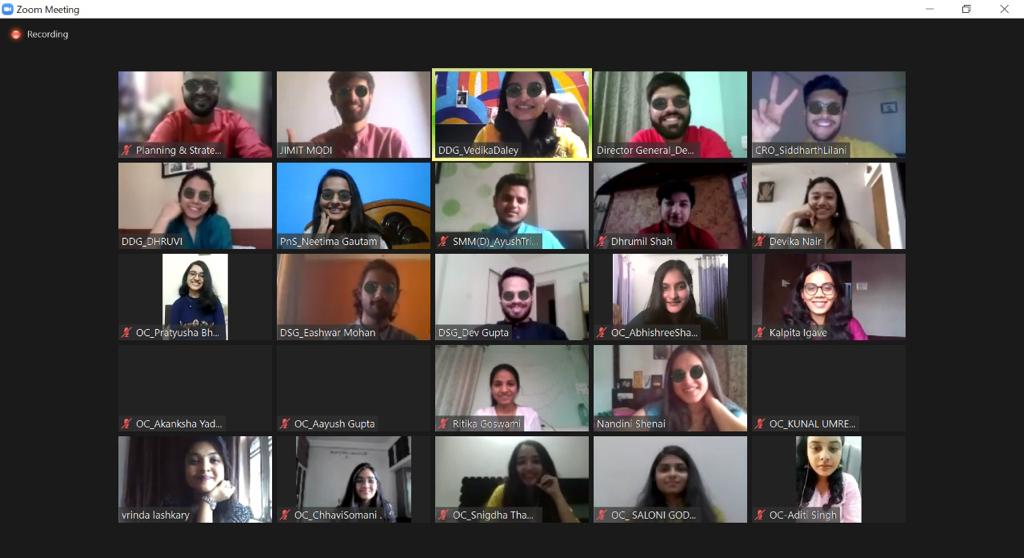 Zoom Meeting
Recording
Planning & Strate...
JIMIT MODI
DDG_VedikaDaley
Director General_De...
CRO_SiddharthLilani
DDG_DHRUVI
PnS_Neetima Gautam
SMM(D)_AyushTri...
Dhrumil Shah
Devika Nair
OC_Pratyusha Bh...
DSG_Eashwar Mohan
DSG_Dev Gupta
OC_AbhishreeSha...
Kalpita Igave
OC_Akanksha Yad...
OC_Aayush Gupta
Ritika Goswami
Nandini Shenai
OC_KUNAL UMRE...
vrinda lashkary
OC_ChhaviSomani
OC_Snigdha Tha...
OC_ SALONI GOD...
OC-Aditi Singh